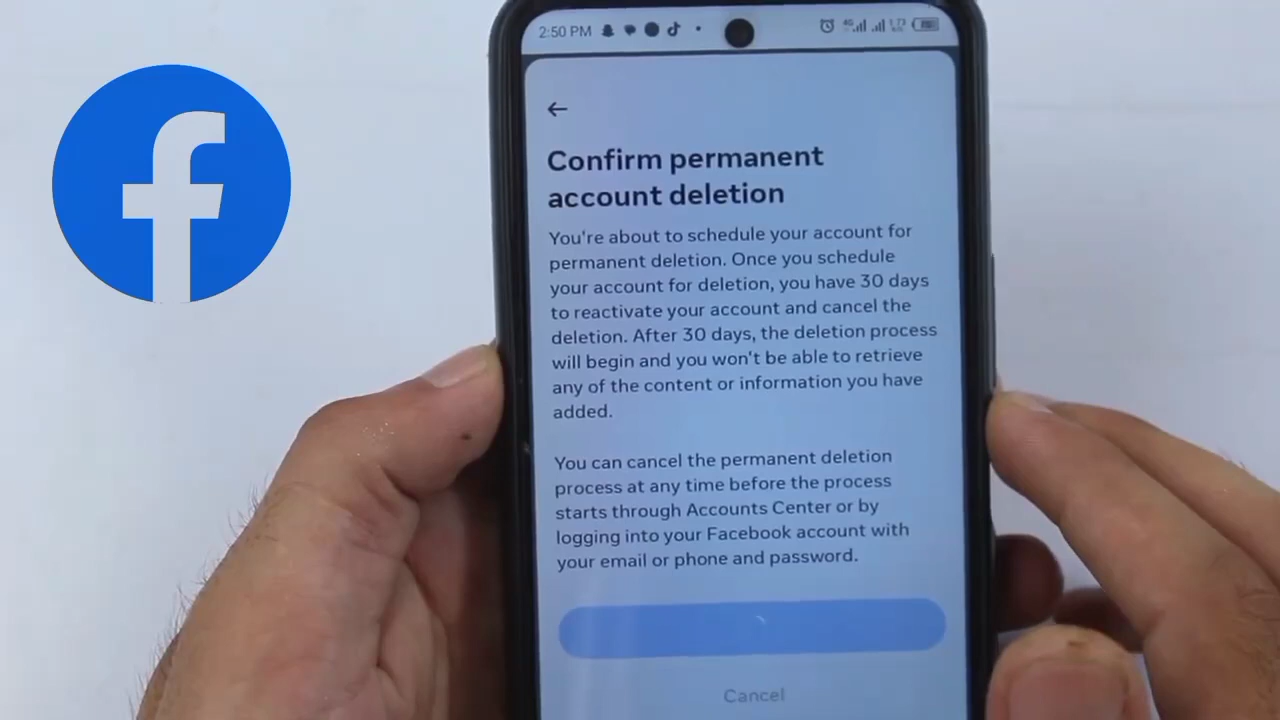 2:50 PM
Confirm permanent
account deletion
You're about to schedule your account for
permanent deletion. Once you schedule
your account for deletion, you have 30 days
to reactivate your account and cancel the
deletion. After 30 days, the deletion process
will begin and you won't be able to retrieve
any of the content or information you have
added.
You can cancel the permanent deletion
process at any time before the process
starts through Accounts Center or by
logging into your Facebook account with
your email or phone and password.
Cancel